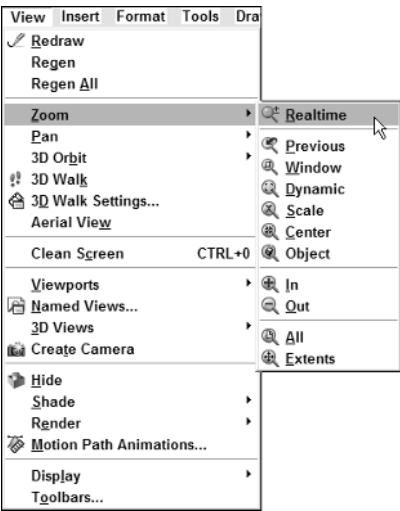 View Insert Format Tools Dra
Redraw
Regen
Regen All
Zoom
Pan
3D Orbit
3D Walk
3D Walk Settings...
Aerial View
Clean Screen CTRL+0
Viewports
Named Views...
3D Views
Create Camera
Hide
Shade
Render
Motion Path Animations...
Display
Toolbars...
Realtime
Previous
Window
Dynamic
Scale
Center
Object
In
Out
All
Extents